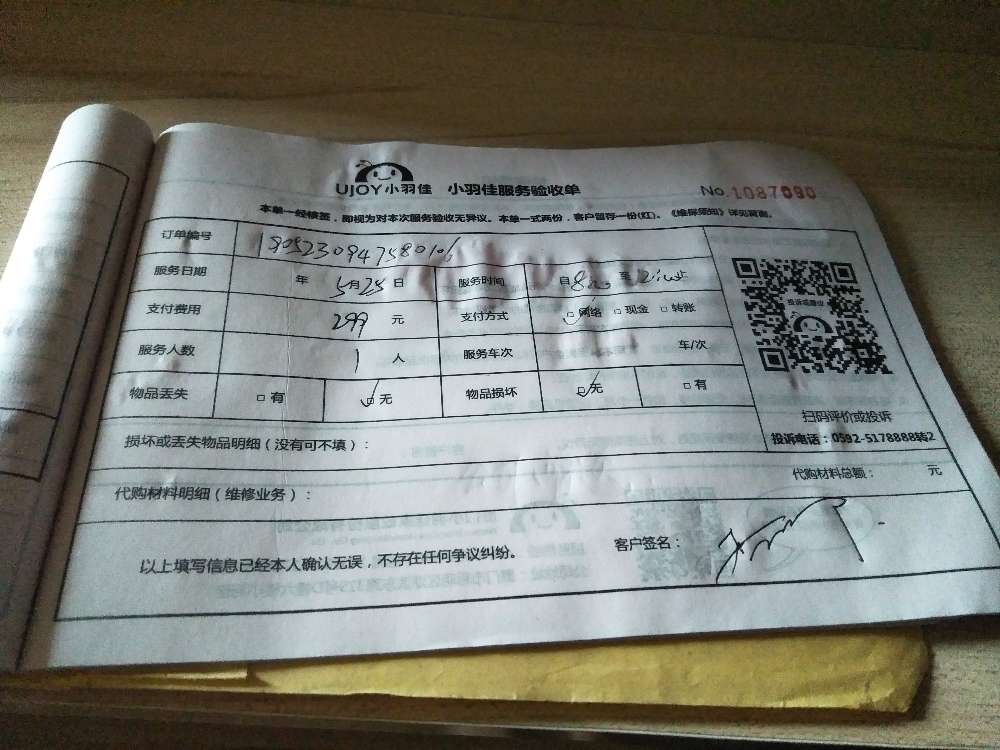 UJOY小羽佳 小羽佳服务验收单 No.1087090
本单一经核签，即视为对本次服务验收无异议。本单一式两份，客户留存一份(红)。《维保须知》详见背面。
订单编号
服务日期 年 5月25日 服务时间 自 至
支付费用 299 元 支付方式 □网络 □现金 □转账
服务人数 1 人 服务车次 车/次
物品丢失 □有 □无 物品损坏 □无 □有
投诉或建议
扫码评价或投诉
投诉电话：0592-5178888转2
损坏或丢失物品明细（没有可不填）：
代购材料明细（维修业务）： 代购材料总额： 元
以上填写信息已经本人确认无误，不存在任何争议纠纷。 客户签名：